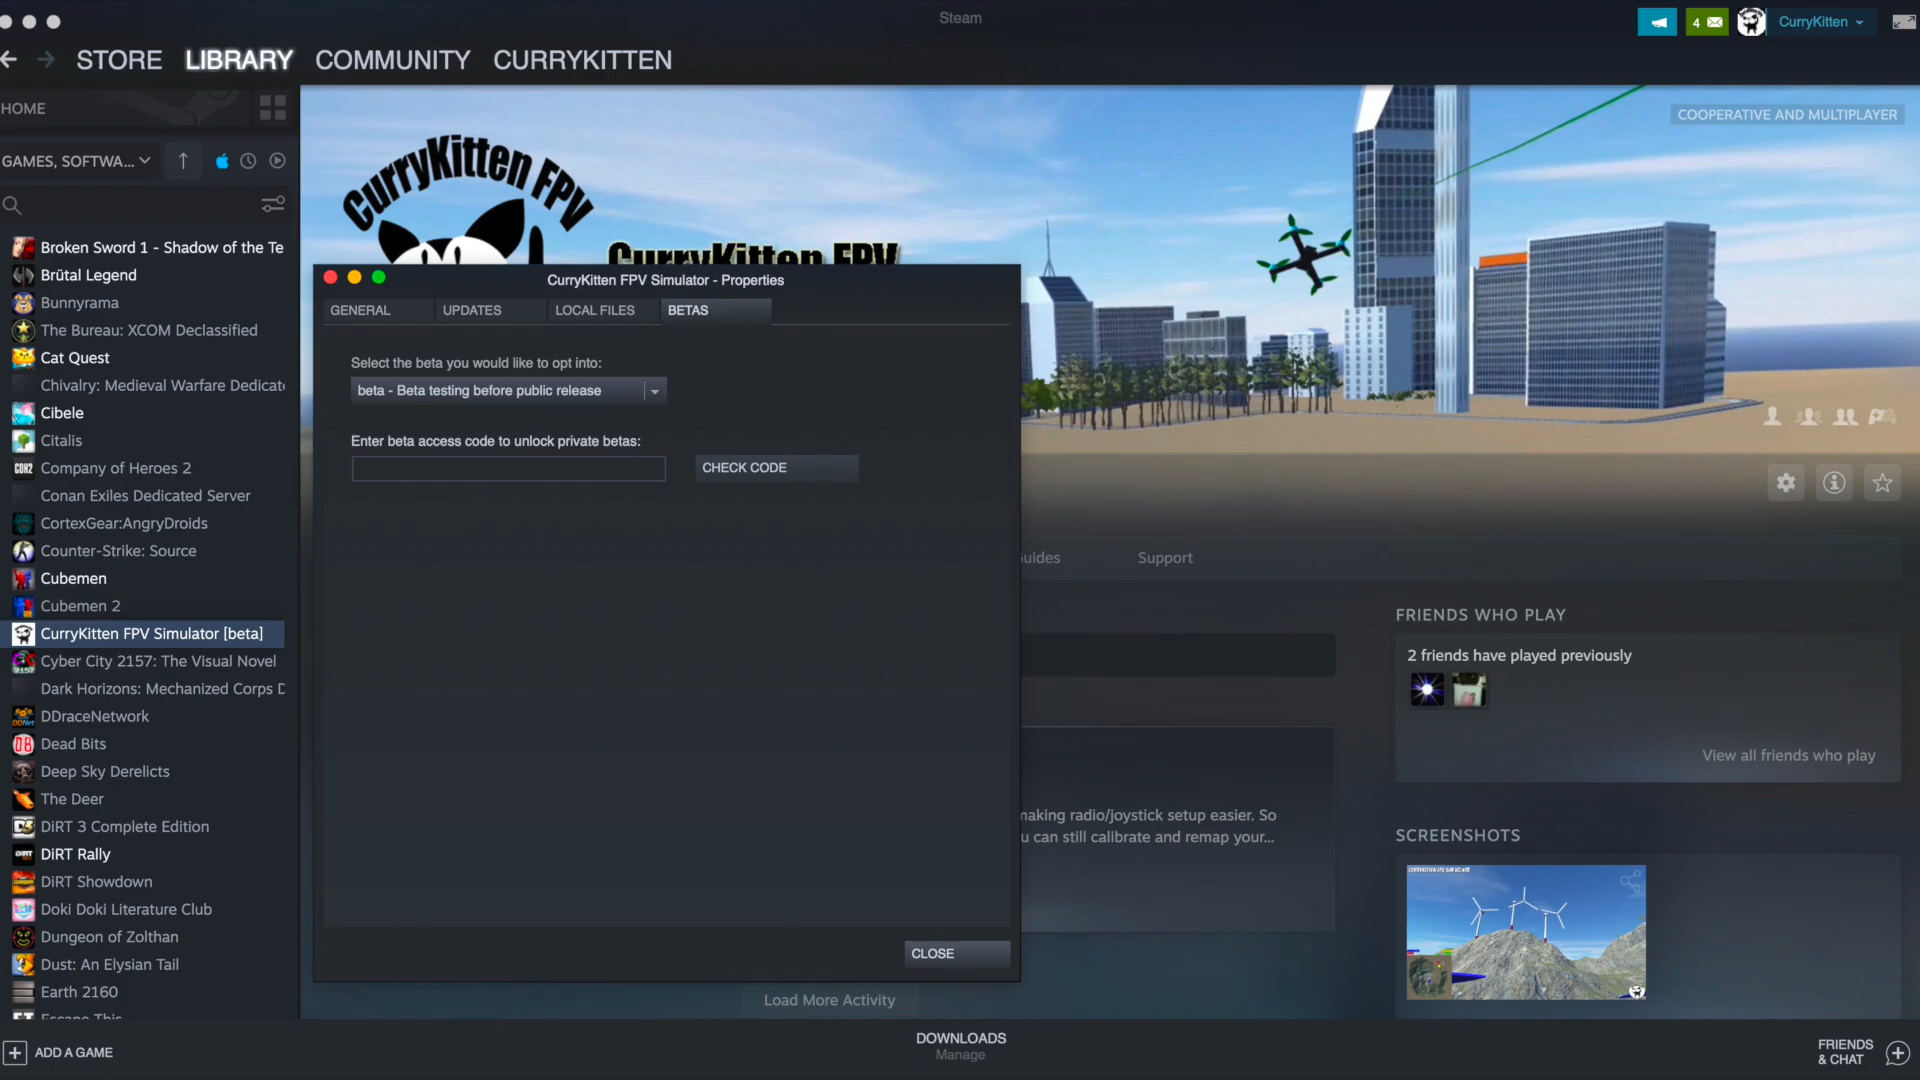 Steam
4
CurryKitten
STORE LIBRARY COMMUNITY CURRYKITTEN
HOME
GAMES, SOFTWA...
COOPERATIVE AND MULTIPLAYER
CurryKitten FPV
CurryKitten FPV
Broken Sword 1 - Shadow of the Te
Brütal Legend
Bunnyrama
The Bureau: XCOM Declassified
Cat Quest
Chivalry: Medieval Warfare Dedicat
Cibele
Citalis
Company of Heroes 2
Conan Exiles Dedicated Server
CortexGear:AngryDroids
Counter-Strike: Source
Cubemen
Cubemen 2
CurryKitten FPV Simulator [beta]
Cyber City 2157: The Visual Novel
Dark Horizons: Mechanized Corps D
DDraceNetwork
Dead Bits
Deep Sky Derelicts
The Deer
DiRT 3 Complete Edition
DiRT Rally
DiRT Showdown
Doki Doki Literature Club
Dungeon of Zolthan
Dust: An Elysian Tail
Earth 2160
Escape This
CurryKitten FPV Simulator - Properties
GENERAL UPDATES LOCAL FILES BETAS
Select the beta you would like to opt into:
beta - Beta testing before public release
Enter beta access code to unlock private betas:
CHECK CODE
CLOSE
Guides Support
making radio/joystick setup easier. So
u can still calibrate and remap your...
FRIENDS WHO PLAY
2 friends have played previously
View all friends who play
SCREENSHOTS
Load More Activity
ADD A GAME
DOWNLOADS
Manage
FRIENDS
& CHAT